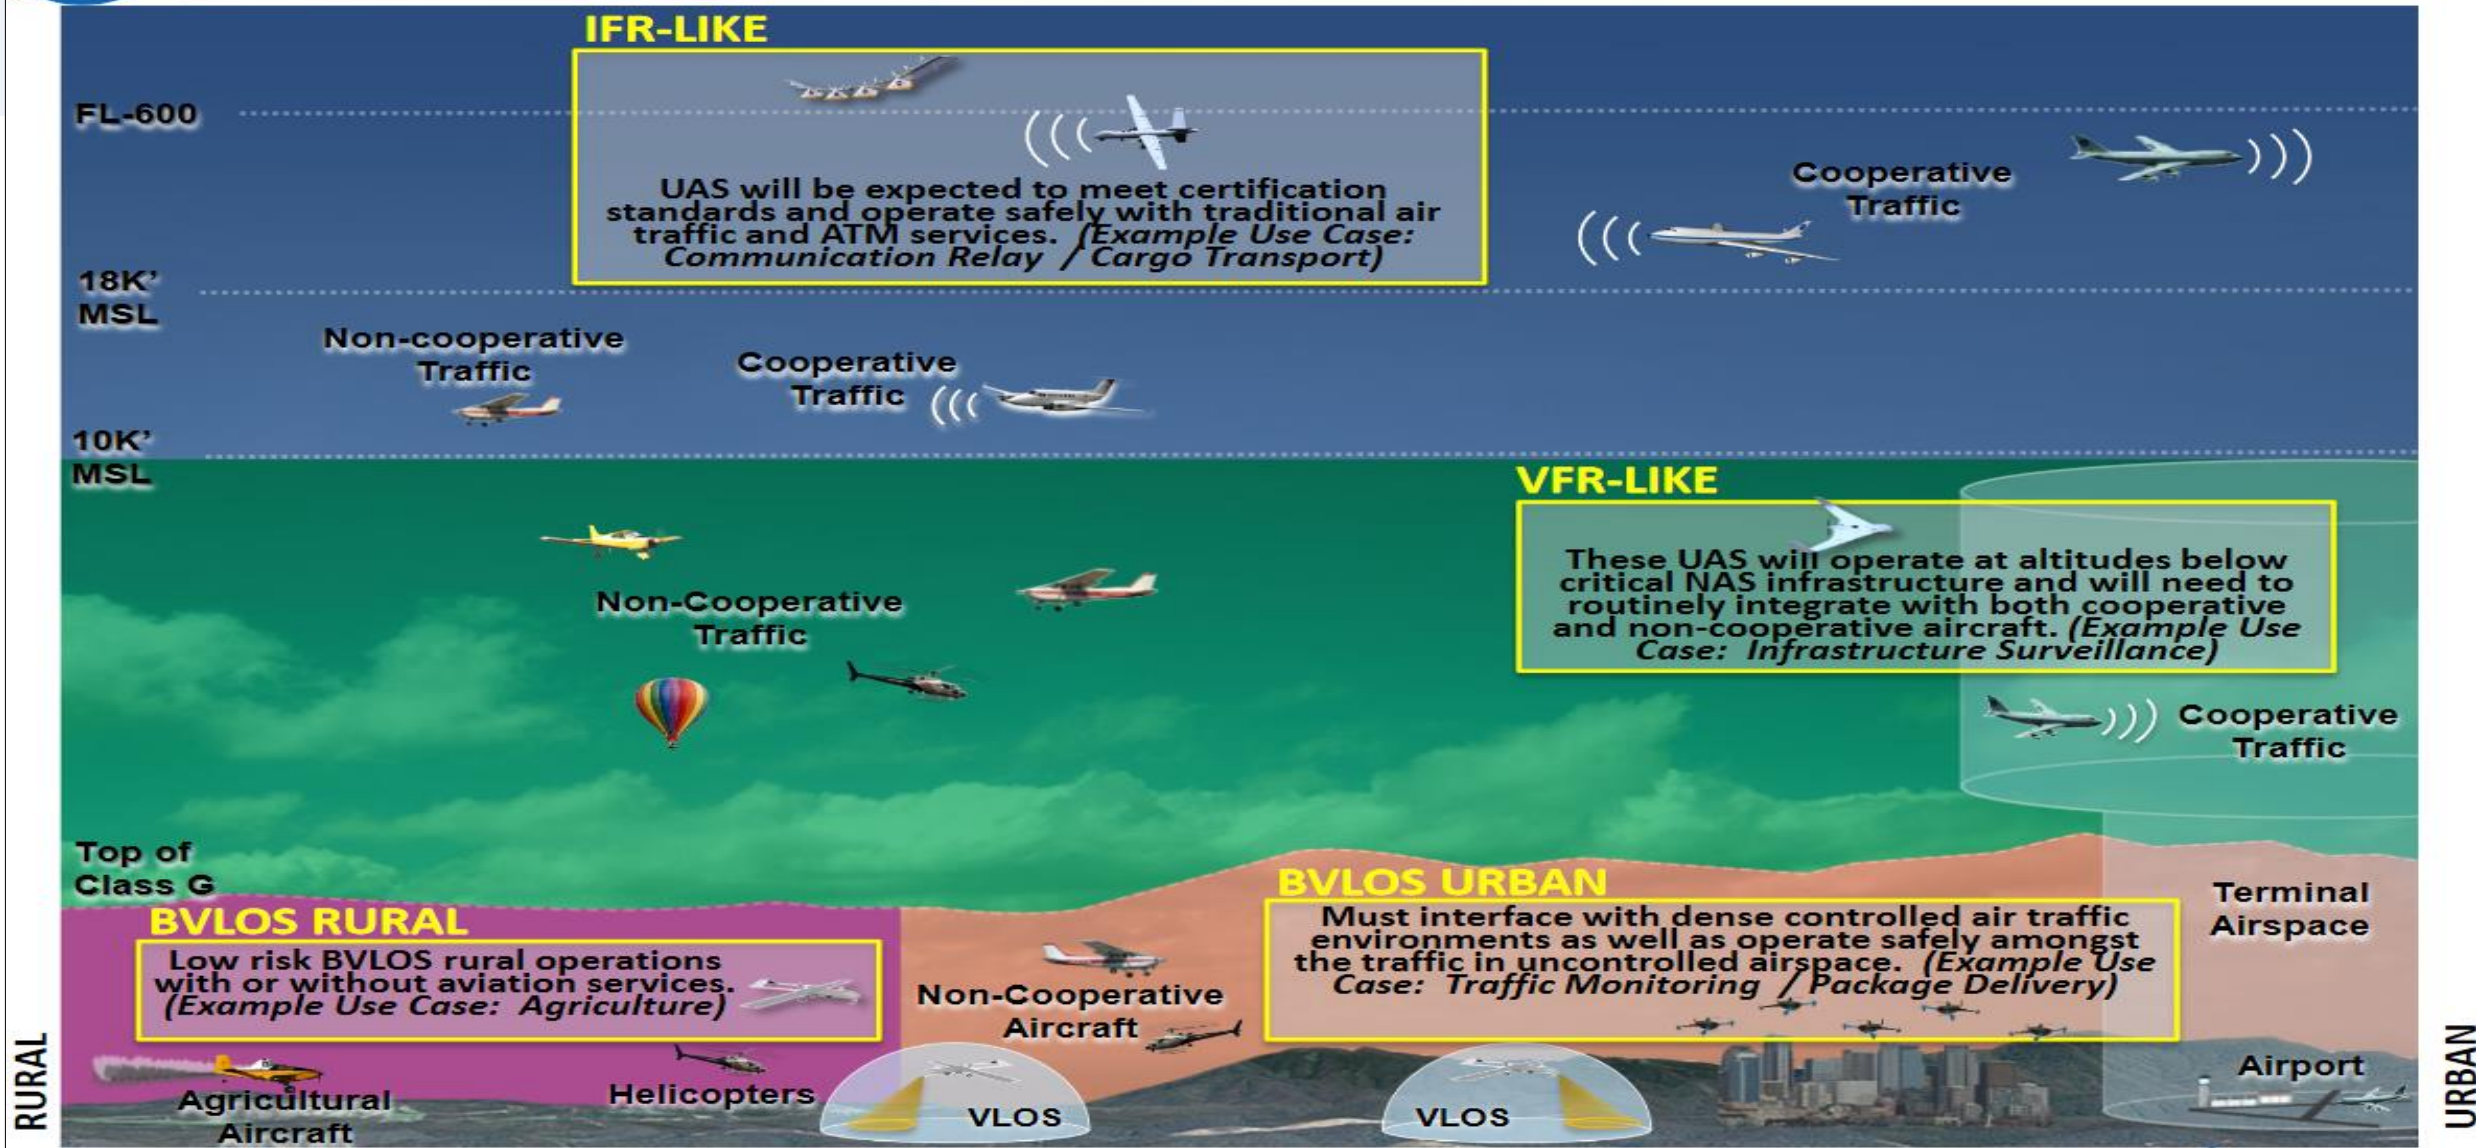 IFR-LIKE
FL-600
UAS will be expected to meet certification
standards and operate safely with traditional air
traffic and ATM services. (Example Use Case:
Communication Relay / Cargo Transport)
Cooperative
Traffic
18K'
MSL
Non-cooperative
Traffic
Cooperative
Traffic
10K'
MSL
VFR-LIKE
These UAS will operate at altitudes below
critical NAS infrastructure and will need to
routinely integrate with both cooperative
and non-cooperative aircraft. (Example Use
Case: Infrastructure Surveillance)
Non-Cooperative
Traffic
Cooperative
Traffic
Top of
Class G
BVLOS RURAL
Low risk BVLOS rural operations
with or without aviation services.
(Example Use Case: Agriculture)
BVLOS URBAN
Must interface with dense controlled air traffic
environments as well as operate safely amongst
the traffic in uncontrolled airspace. (Example Use
Case: Traffic Monitoring / Package Delivery)
Terminal
Airspace
Non-Cooperative
Aircraft
RURAL
Agricultural
Aircraft
Helicopters
VLOS
VLOS
Airport
URBAN